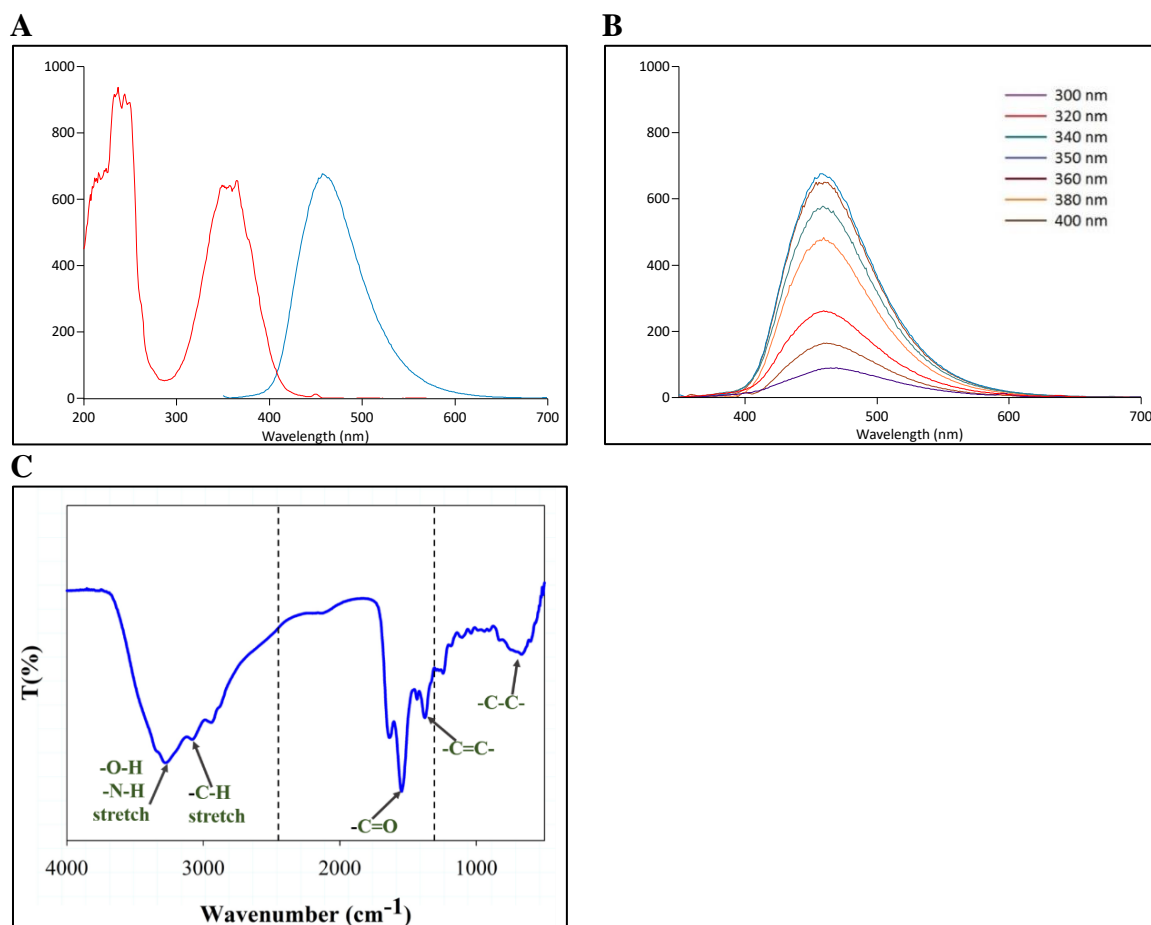 A
1000
800
600
400
200
0
200 300 400 500 600 700
Wavelength (nm)
B
1000
800
600
400
200
0
400 500 600 700
Wavelength (nm)
300 nm
320 nm
340 nm
350 nm
360 nm
380 nm
400 nm
C
T(%)
-O-H
-N-H
stretch
-C-H
stretch
-C=O
-C=C-
-C-C-
4000 3000 2000 1000
Wavenumber (cm-1)